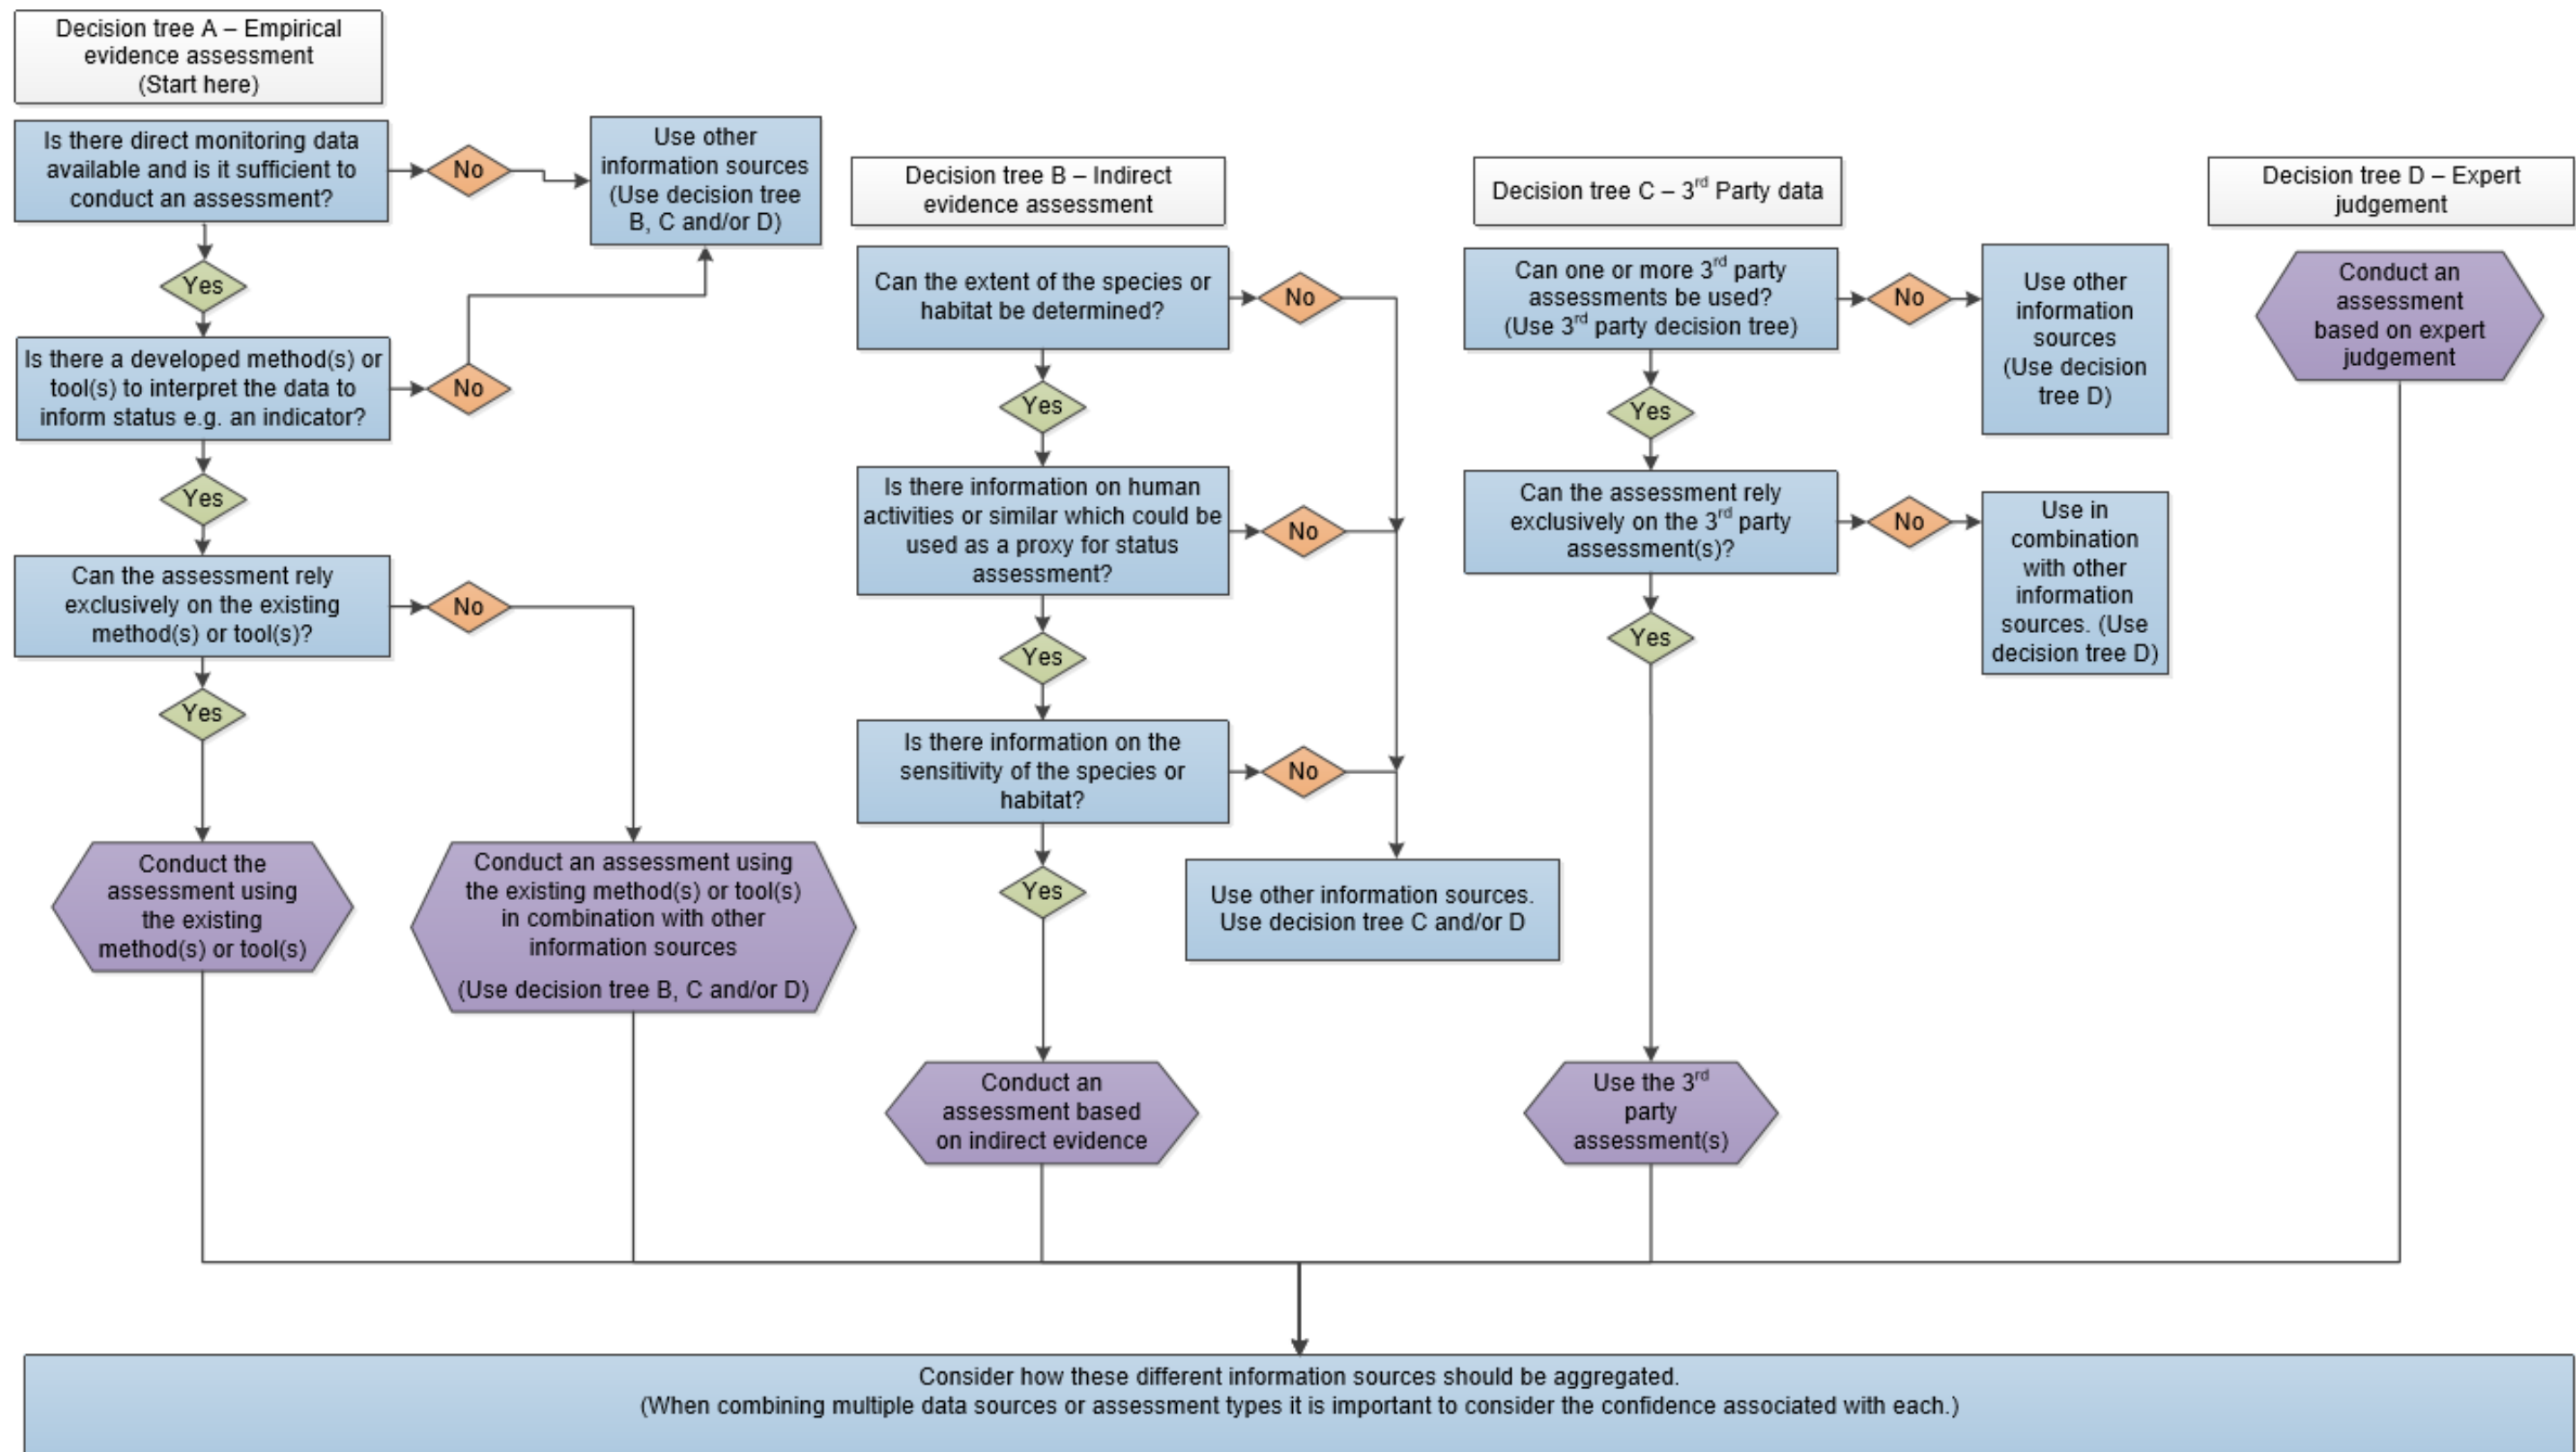 Decision tree A – Empirical
evidence assessment
(Start here)
Is there direct monitoring data
available and is it sufficient to
conduct an assessment?
No
Use other
information sources
(Use decision tree
B, C and/or D)
Yes
Is there a developed method(s) or
tool(s) to interpret the data to
inform status e.g. an indicator?
No
Yes
Can the assessment rely
exclusively on the existing
method(s) or tool(s)?
No
Yes
Conduct the
assessment using
the existing
method(s) or tool(s)
Conduct an assessment using
the existing method(s) or tool(s)
in combination with other
information sources
(Use decision tree B, C and/or D)
Decision tree B – Indirect
evidence assessment
Can the extent of the species or
habitat be determined?
No
Yes
Is there information on human
activities or similar which could be
used as a proxy for status
assessment?
No
Yes
Is there information on the
sensitivity of the species or
habitat?
No
Yes
Use other information sources.
Use decision tree C and/or D
Conduct an
assessment based
on indirect evidence
Decision tree C – 3rd Party data
Can one or more 3rd party
assessments be used?
(Use 3rd party decision tree)
No
Use other
information
sources
(Use decision
tree D)
Yes
Can the assessment rely
exclusively on the 3rd party
assessment(s)?
No
Use in
combination
with other
information
sources. (Use
decision tree D)
Yes
Use the 3rd
party
assessment(s)
Decision tree D – Expert
judgement
Conduct an
assessment
based on expert
judgement
Consider how these different information sources should be aggregated.
(When combining multiple data sources or assessment types it is important to consider the confidence associated with each.)